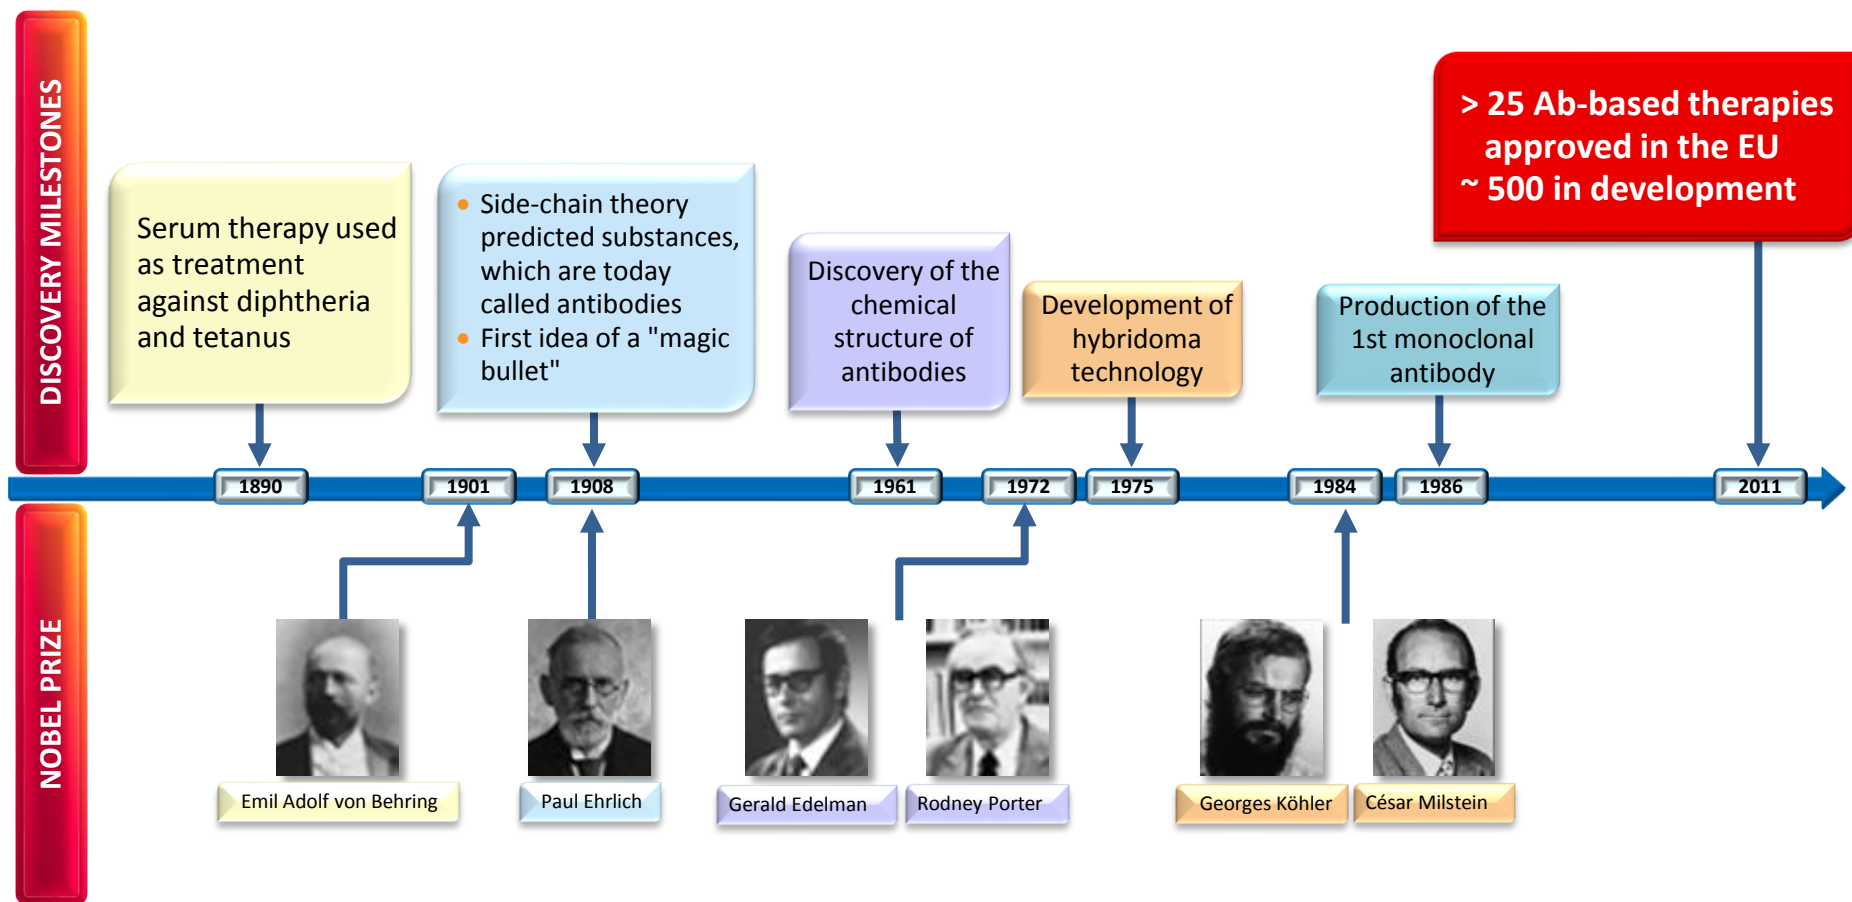 DISCOVERY MILESTONES
Serum therapy used
as treatment
against diphtheria
and tetanus
• Side-chain theory
predicted substances,
which are today
called antibodies
• First idea of a "magic
bullet"
Discovery of the
chemical
structure of
antibodies
Development of
hybridoma
technology
Production of the
1st monoclonal
antibody
> 25 Ab-based therapies
approved in the EU
~ 500 in development
1890
1901
1908
1961
1972
1975
1984
1986
2011
NOBEL PRIZE
Emil Adolf von Behring
Paul Ehrlich
Gerald Edelman
Rodney Porter
Georges Köhler
César Milstein